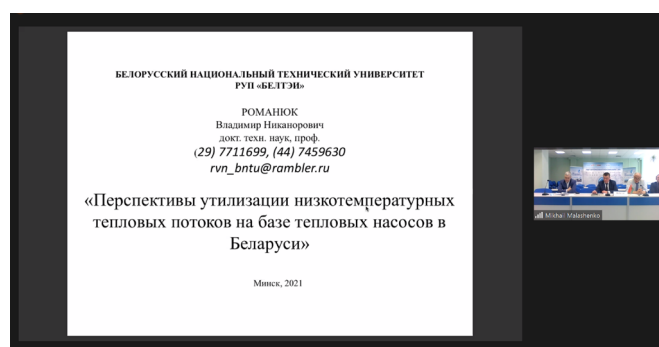 БЕЛОРУССКИЙ НАЦИОНАЛЬНЫЙ ТЕХНИЧЕСКИЙ УНИВЕРСИТЕТ
РУП «БЕЛТЭИ»
РОМАНЮК
Владимир Никанорович
докт. техн. наук, проф.
(29) 7711699, (44) 7459630
rvn_bntu@rambler.ru
«Перспективы утилизации низкотемпературных
тепловых потоков на базе тепловых насосов в
Беларуси»
Минск, 2021
Mikhail Malashenko